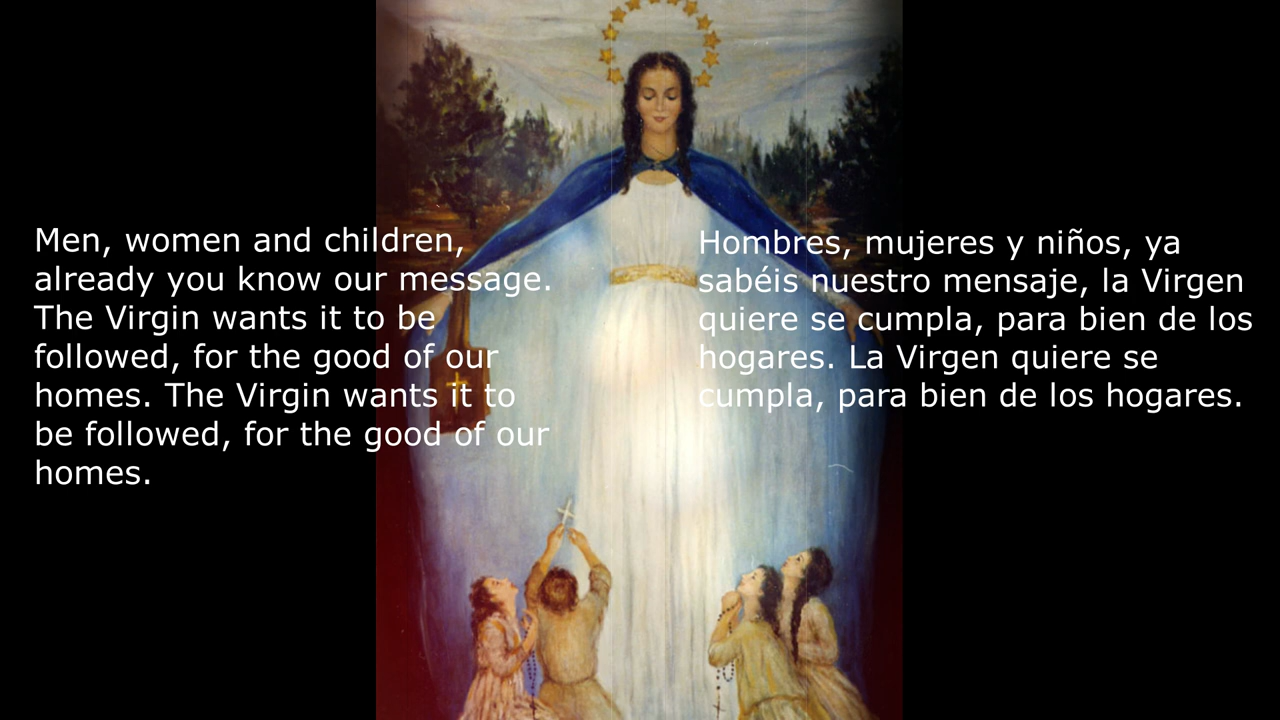 Men, women and children,
already you know our message.
The Virgin wants it to be
followed, for the good of our
homes. The Virgin wants it to
be followed, for the good of our
homes.
Hombres, mujeres y niños, ya
sabéis nuestro mensaje, la Virgen
quiere se cumpla, para bien de los
hogares. La Virgen quiere se
cumpla, para bien de los hogares.